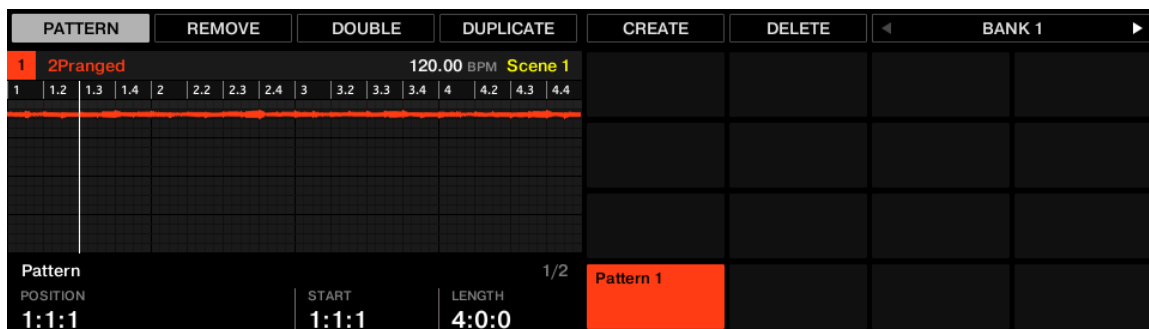 PATTERN REMOVE DOUBLE DUPLICATE CREATE DELETE BANK 1
1 2Pranged 120.00 BPM Scene 1
1 1.2 1.3 1.4 2 2.2 2.3 2.4 3 3.2 3.3 3.4 4 4.2 4.3 4.4
Pattern 1/2
Pattern 1
POSITION START LENGTH
1:1:1 1:1:1 4:0:0